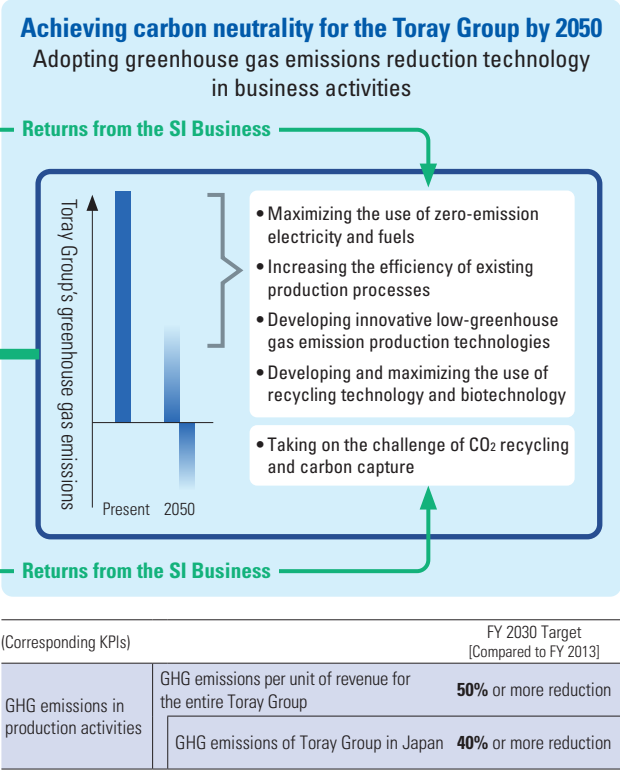 Achieving carbon neutrality for the Toray Group by 2050
Adopting greenhouse gas emissions reduction technology
in business activities
Returns from the SI Business
Toray Group's greenhouse gas emissions
• Maximizing the use of zero-emission
electricity and fuels
• Increasing the efficiency of existing
production processes
• Developing innovative low-greenhouse
gas emission production technologies
• Developing and maximizing the use of
recycling technology and biotechnology
• Taking on the challenge of CO2 recycling
and carbon capture
Present 2050
Returns from the SI Business
(Corresponding KPIs)
FY 2030 Target
[Compared to FY 2013]
GHG emissions in
production activities
GHG emissions per unit of revenue for
the entire Toray Group
50% or more reduction
GHG emissions of Toray Group in Japan
40% or more reduction